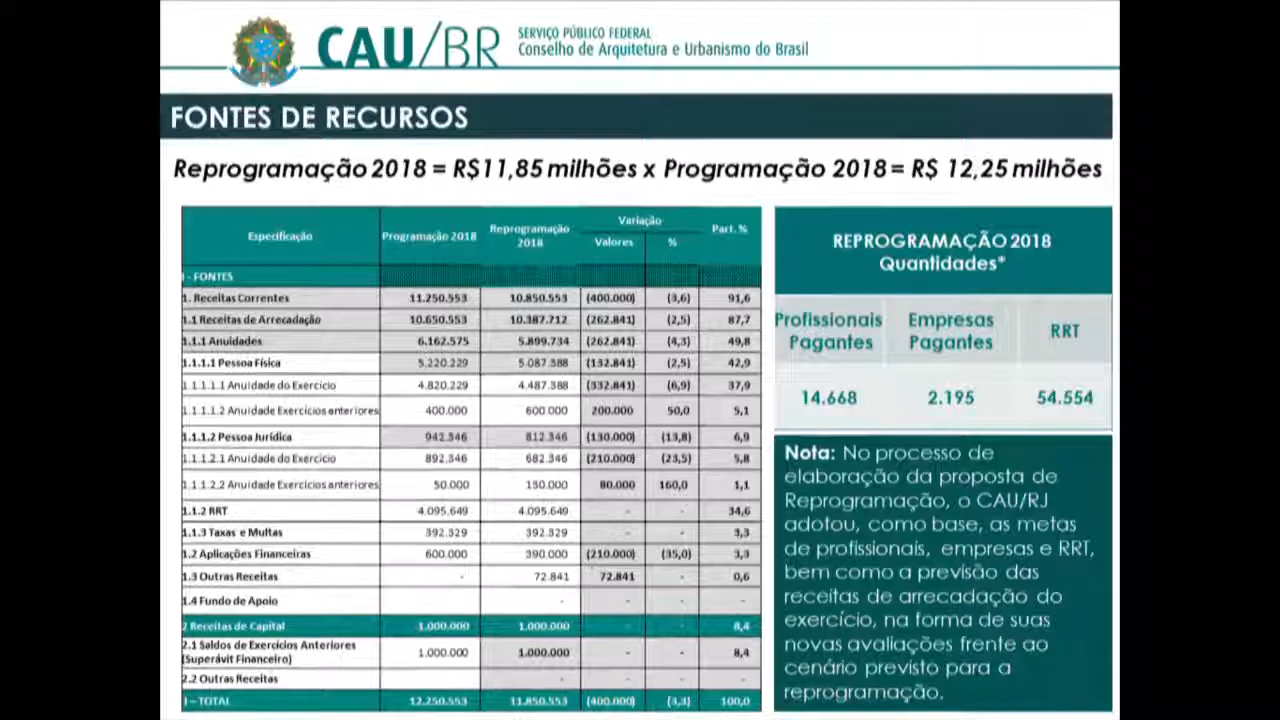 CAU/BR
SERVIÇO PÚBLICO FEDERAL
Conselho de Arquitetura e Urbanismo do Brasil
FONTES DE RECURSOS
Reprogramação 2018 = R$11,85 milhões x Programação 2018= R$ 12,25 milhões
Especificação Programação 2018 Reprogramação 2018 Variação Valores % Part. %
I - FONTES
1. Receitas Correntes 11.250.553 10.850.553 (400.000) (3,6) 91,6
1.1 Receitas de Arrecadação 10.650.553 10.387.712 (262.841) (2,5) 87,7
1.1.1 Anuidades 6.162.575 5.899.734 (262.841) (4,3) 49,8
1.1.1.1 Pessoa Física 5.220.229 5.087.388 (132.841) (2,5) 42,9
1.1.1.1.1 Anuidade do Exercício 4.820.229 4.487.388 (332.841) (6,9) 37,9
1.1.1.1.2 Anuidade Exercícios anteriores 400.000 600.000 200.000 50,0 5,1
1.1.1.2 Pessoa Jurídica 942.346 812.346 (130.000) (13,8) 6,9
1.1.1.2.1 Anuidade do Exercício 892.346 682.346 (210.000) (23,5) 5,8
1.1.1.2.2 Anuidade Exercícios anteriores 50.000 130.000 80.000 160,0 1,1
1.1.2 RRT 4.095.649 4.095.649 - - 34,6
1.1.3 Taxas e Multas 392.329 392.329 - - 3,3
1.2 Aplicações Financeiras 600.000 390.000 (210.000) (35,0) 3,3
1.3 Outras Receitas - 72.841 72.841 - 0,6
1.4 Fundo de Apoio - - - -
2 Receitas de Capital 1.000.000 1.000.000 - - 8,4
2.1 Saldos de Exercícios Anteriores (Superávit Financeiro) 1.000.000 1.000.000 - - 8,4
2.2 Outras Receitas - - - -
I – TOTAL 12.250.553 11.850.553 (400.000) (3,3) 100,0
REPROGRAMAÇÃO 2018
Quantidades*
Profissionais Pagantes Empresas Pagantes RRT
14.668 2.195 54.554
Nota: No processo de
elaboração da proposta de
Reprogramação, o CAU/RJ
adotou, como base, as metas
de profissionais, empresas e RRT,
bem como a previsão das
receitas de arrecadação do
exercício, na forma de suas
novas avaliações frente ao
cenário previsto para a
reprogramação.